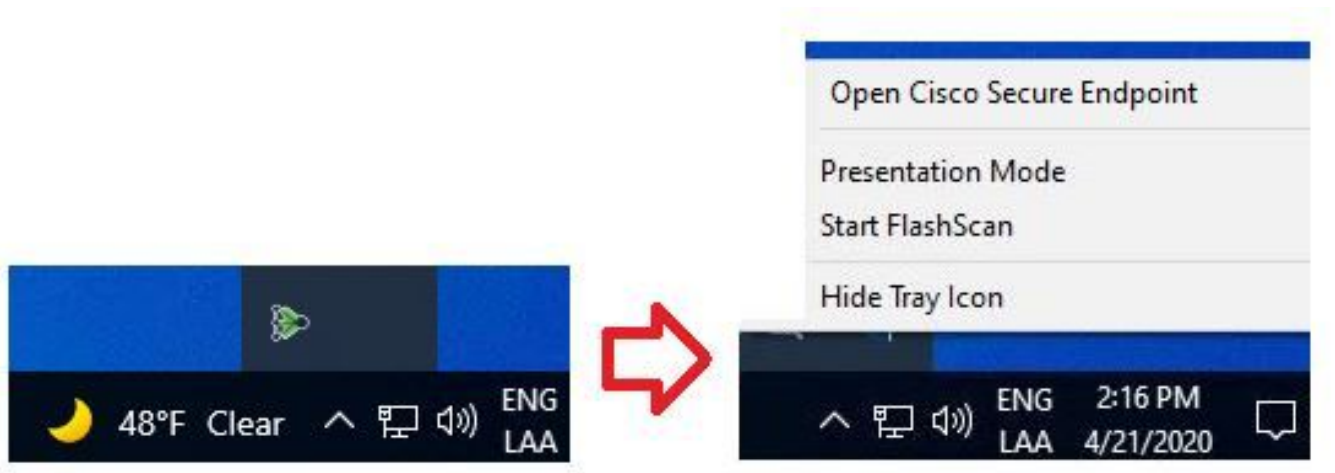 48°F Clear
ENG
LAA
Open Cisco Secure Endpoint
Presentation Mode
Start FlashScan
Hide Tray Icon
ENG
LAA
2:16 PM
4/21/2020